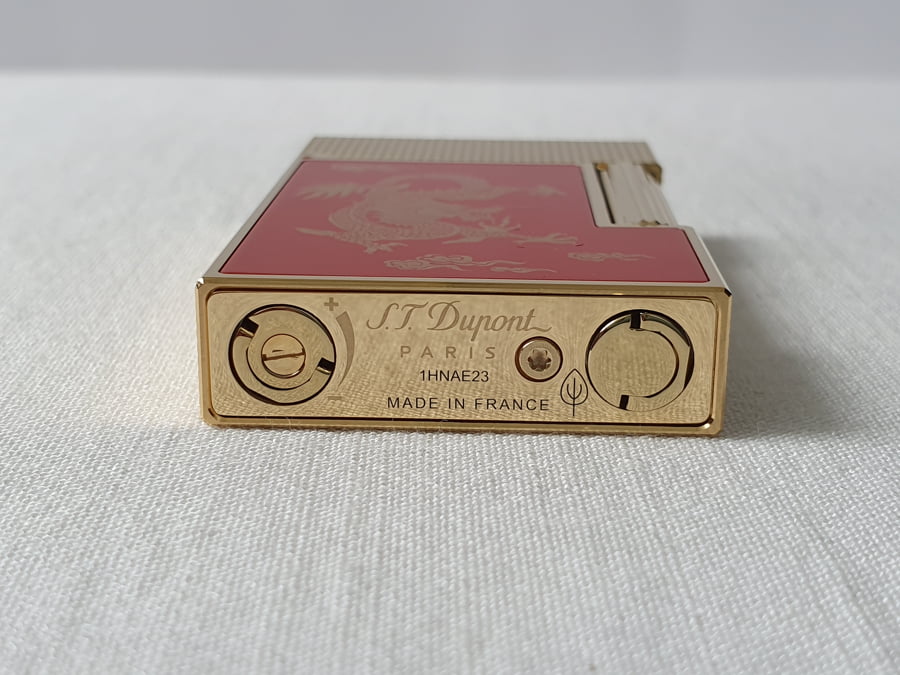 +
S.T. Dupont
PARIS
1HNAE23
MADE IN FRANCE
−